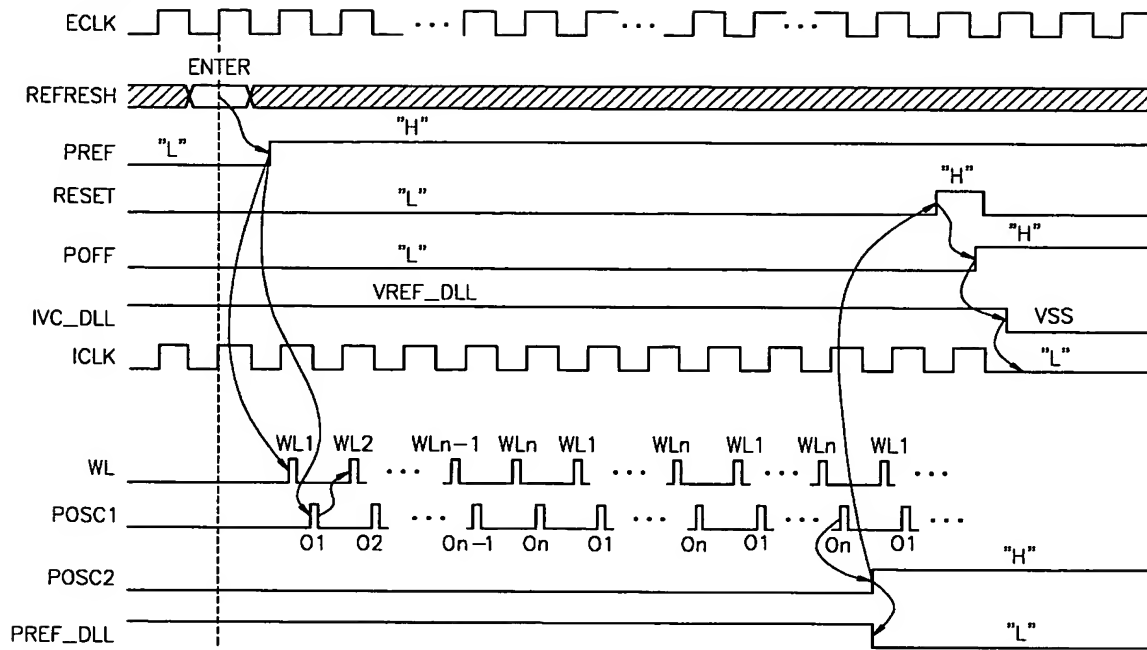 ECLK
··· ··· ···
ENTER
REFRESH
"H"
PREF "L"
"H"
RESET "L"
"H"
POFF "L"
VREF_DLL
IVC_DLL VSS
ICLK "L"
WL1 WL2 WLn-1 WLn WL1 WLn WL1 WLn WL1
WL ··· ··· ··· ···
POSC1 ··· ··· ··· ···
O1 O2 On-1 On O1 On O1 On O1
"H"
POSC2
PREF_DLL "L"